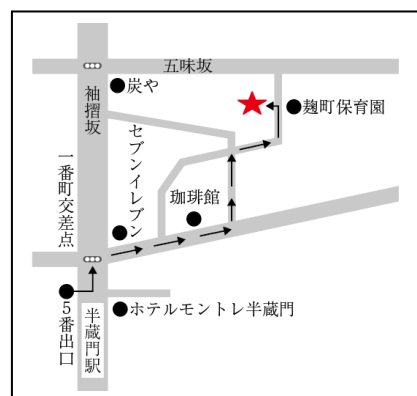 五味坂
炭や
袖摺坂
麹町保育園
セブンイレブン
一番町交差点
珈琲館
5番出口
半蔵門駅
ホテルモントレ半蔵門